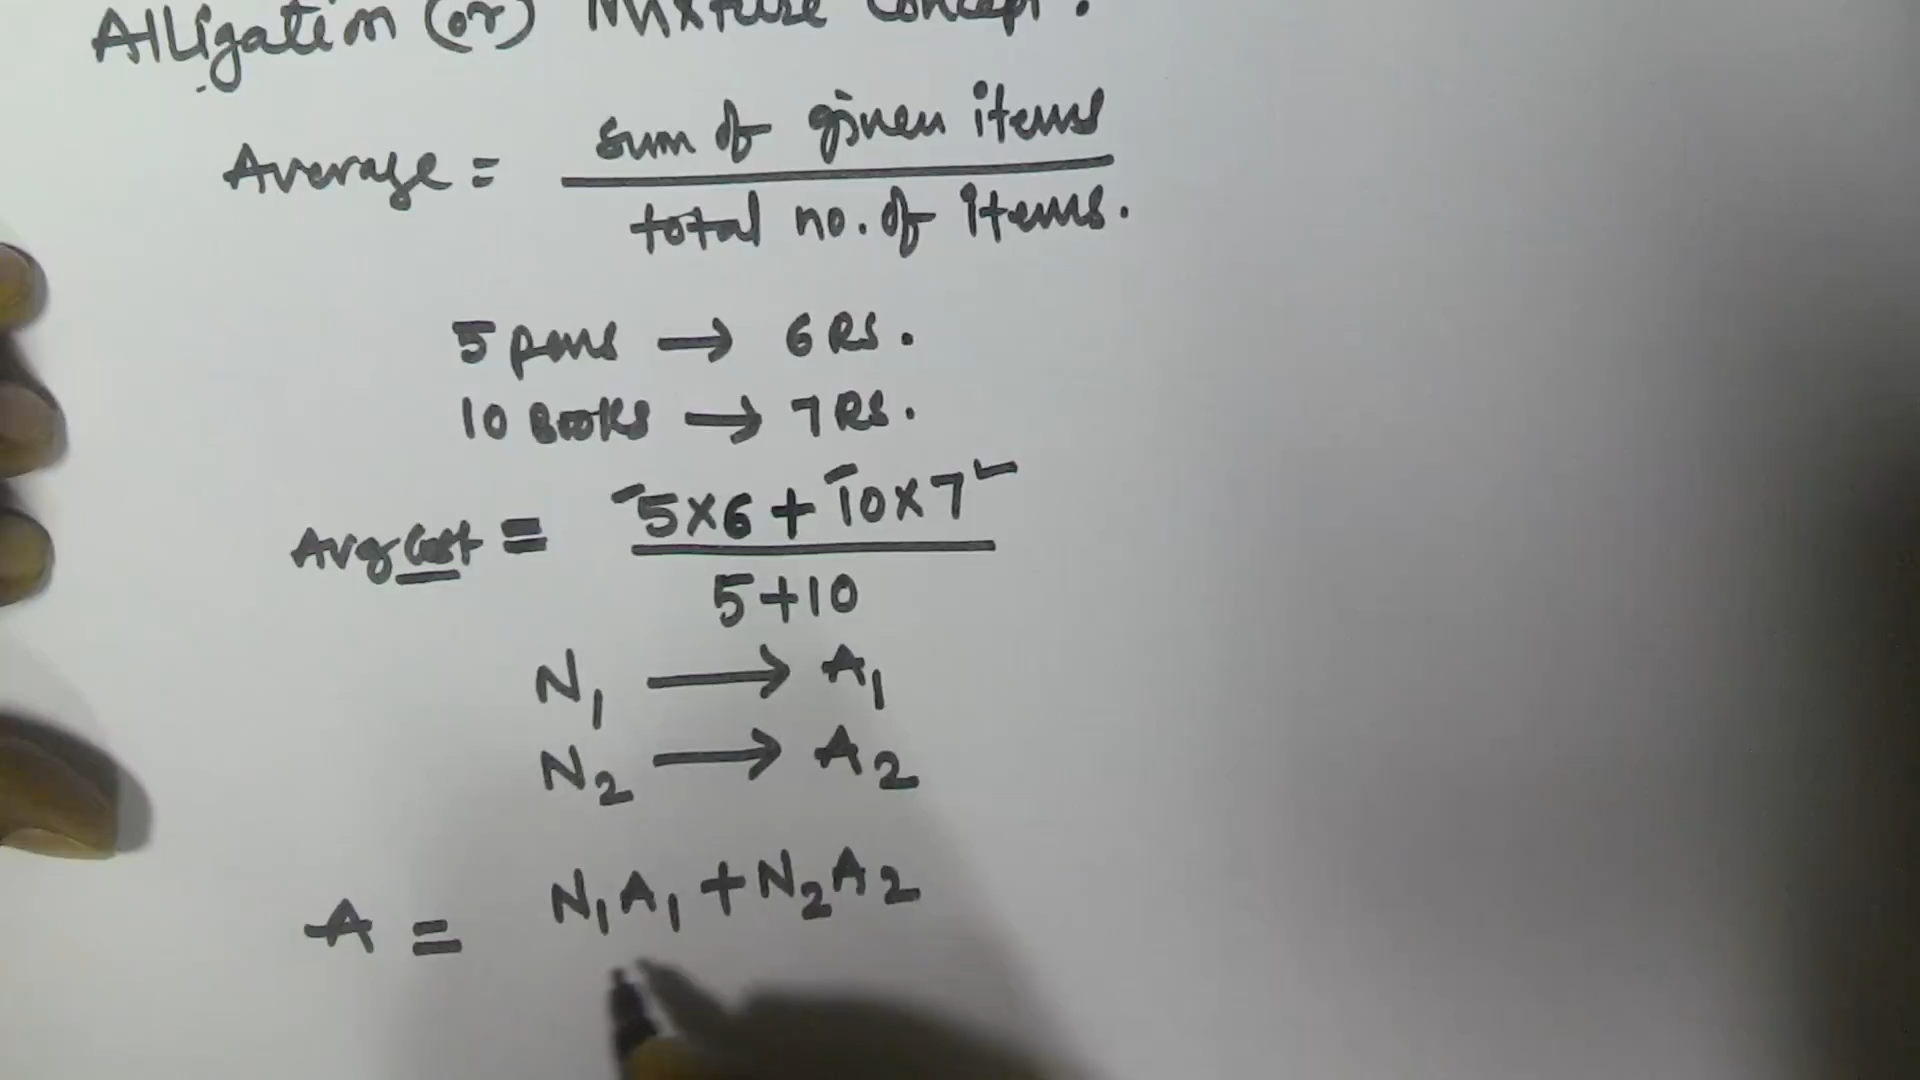 Alligation (or) Mixture Concept.
Average = sum of given items
total no. of items.
5 pens → 6 RS.
10 Books → 7 RS.
Avg Cost = 5×6 + 10×7
5+10
N₁ → A₁
N₂ → A₂
A = N₁A₁ + N₂A₂